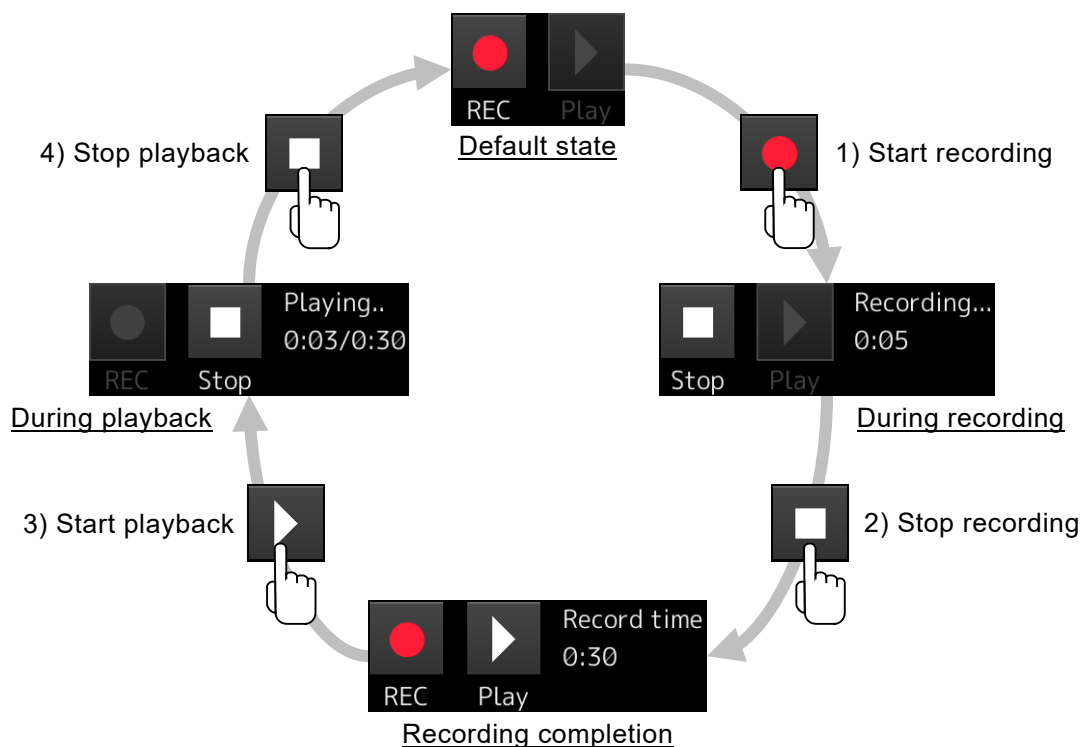 REC Play
Default state
4) Stop playback
1) Start recording
Playing..
0:03/0:30
REC Stop
During playback
Recording...
0:05
Stop Play
During recording
3) Start playback
2) Stop recording
Record time
0:30
REC Play
Recording completion